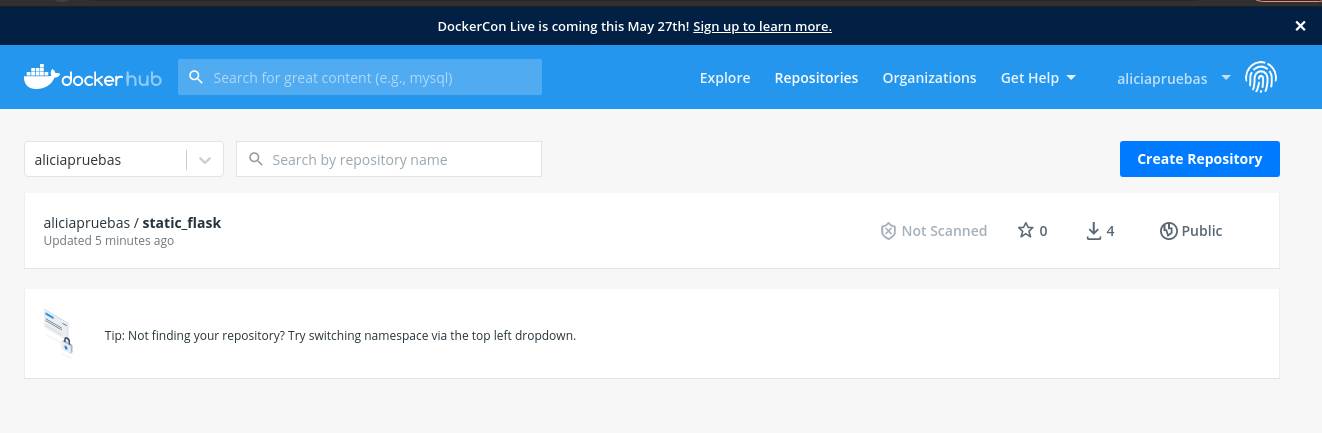 DockerCon Live is coming this May 27th! Sign up to learn more. ×
docker hub Search for great content (e.g., mysql) Explore Repositories Organizations Get Help aliciapruebas
aliciapruebas Search by repository name Create Repository
aliciapruebas / static_flask Not Scanned 0 4 Public
Updated 5 minutes ago
Tip: Not finding your repository? Try switching namespace via the top left dropdown.